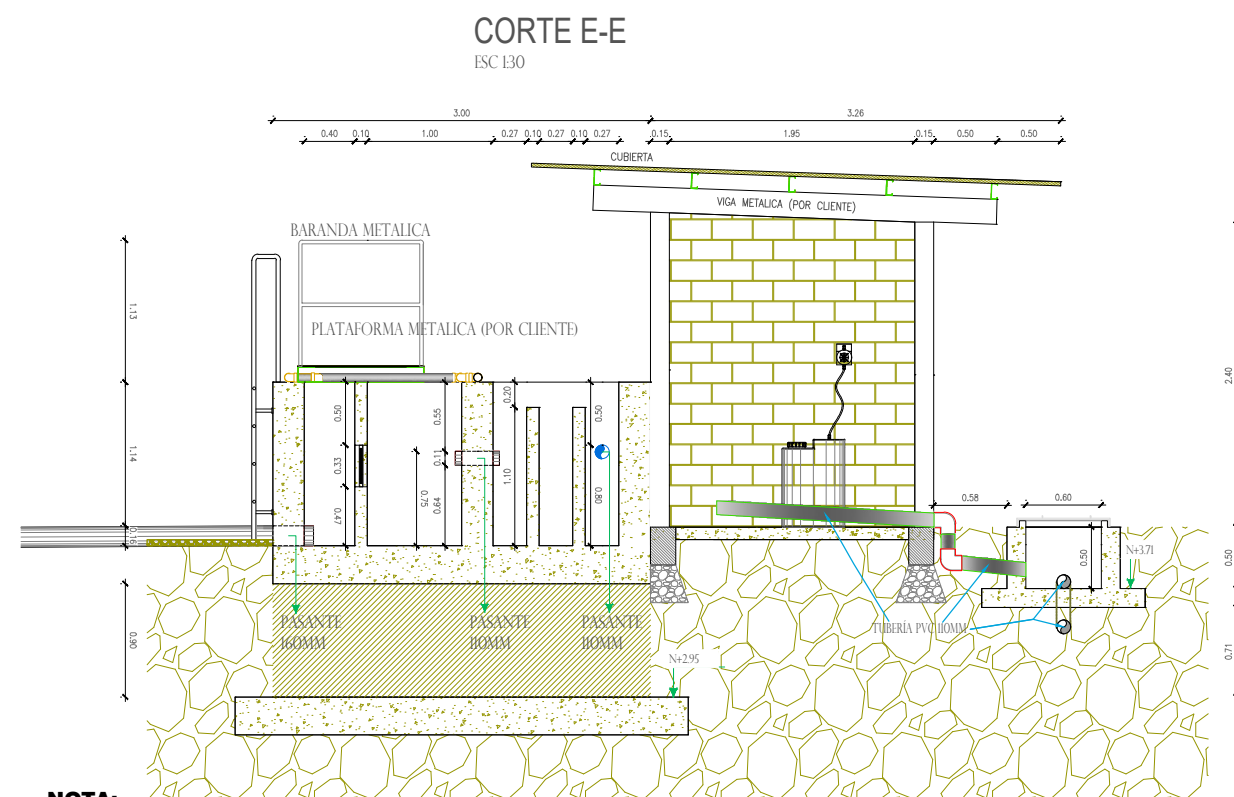 CORTE E-E
ESC 1:30
3.00
3.26
0.40
0.10
1.00
0.27
0.10
0.27
0.10
0.27
0.15
1.95
0.15
0.50
0.50
CUBIERTA
VIGA METALICA (POR CLIENTE)
BARANDA METALICA
PLATAFORMA METALICA (POR CLIENTE)
1.13
1.14
0.16
0.90
0.50
0.33
0.47
0.55
0.11
0.75
0.64
0.20
1.10
0.50
0.80
2.40
0.58
0.60
0.50
N+3.71
0.50
0.71
PASANTE
160MM
PASANTE
110MM
PASANTE
110MM
TUBERÍA PVC 110MM
N+2.95
NOTA: